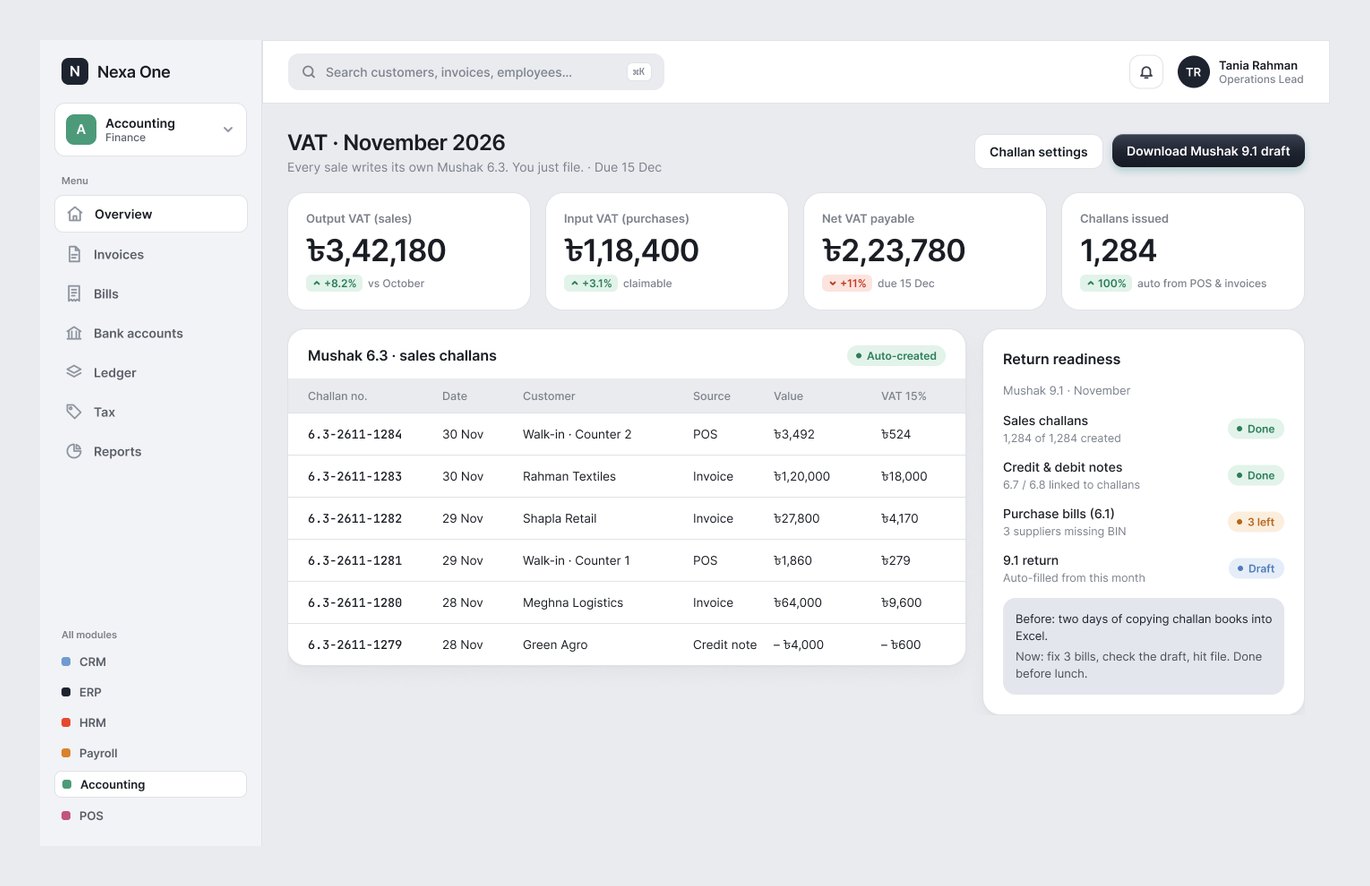 N Nexa One
Search customers, invoices, employees... ⌘K
TR Tania Rahman
Operations Lead
A Accounting
Finance
Menu
Overview
Invoices
Bills
Bank accounts
Ledger
Tax
Reports
All modules
CRM
ERP
HRM
Payroll
Accounting
POS
VAT · November 2026
Every sale writes its own Mushak 6.3. You just file. · Due 15 Dec
Challan settings
Download Mushak 9.1 draft
Output VAT (sales)
৳3,42,180
+8.2% vs October
Input VAT (purchases)
৳1,18,400
+3.1% claimable
Net VAT payable
৳2,23,780
+11% due 15 Dec
Challans issued
1,284
100% auto from POS & invoices
Mushak 6.3 · sales challans
Auto-created
Challan no. Date Customer Source Value VAT 15%
6.3-2611-1284 30 Nov Walk-in · Counter 2 POS ৳3,492 ৳524
6.3-2611-1283 30 Nov Rahman Textiles Invoice ৳1,20,000 ৳18,000
6.3-2611-1282 29 Nov Shapla Retail Invoice ৳27,800 ৳4,170
6.3-2611-1281 29 Nov Walk-in · Counter 1 POS ৳1,860 ৳279
6.3-2611-1280 28 Nov Meghna Logistics Invoice ৳64,000 ৳9,600
6.3-2611-1279 28 Nov Green Agro Credit note – ৳4,000 – ৳600
Return readiness
Mushak 9.1 · November
Sales challans
1,284 of 1,284 created
Done
Credit & debit notes
6.7 / 6.8 linked to challans
Done
Purchase bills (6.1)
3 suppliers missing BIN
3 left
9.1 return
Auto-filled from this month
Draft
Before: two days of copying challan books into
Excel.
Now: fix 3 bills, check the draft, hit file. Done
before lunch.